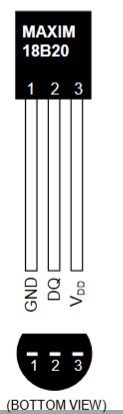 MAXIM
18B20
1 2 3
GND DQ VDD
1 2 3
(BOTTOM VIEW)